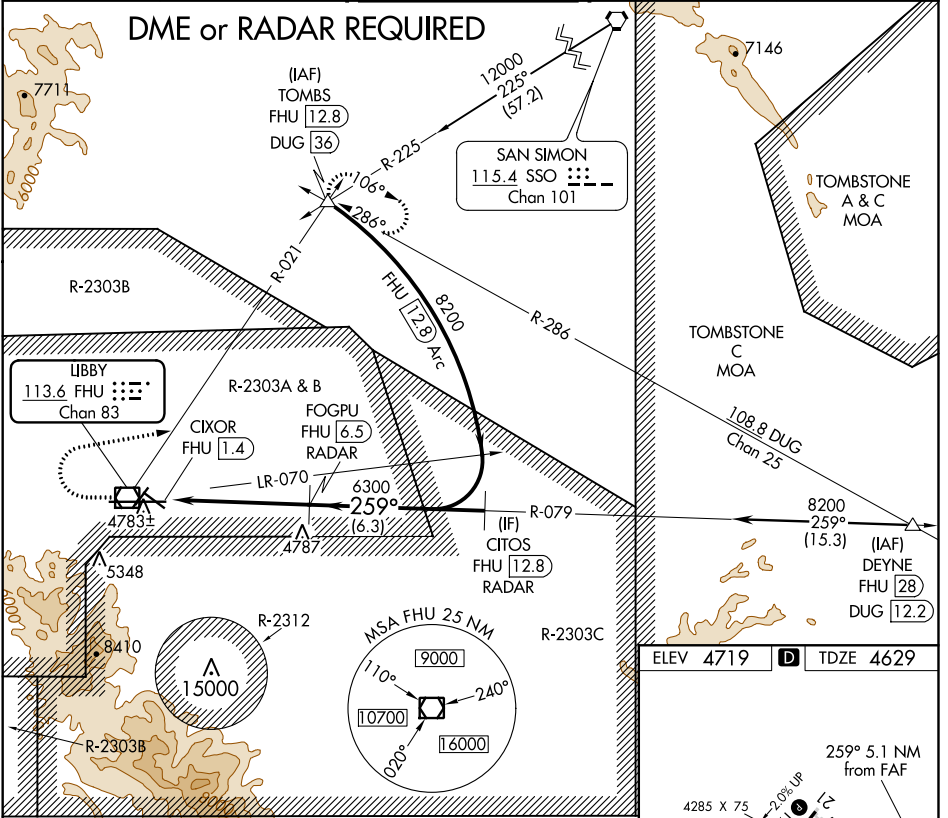 DME or RADAR REQUIRED
7711
6000
(IAF)
TOMBS
FHU 12.8
DUG 36
12000
225°
(57.2)
R-225
7146
SAN SIMON
115.4 SSO
Chan 101
TOMBSTONE
A & C
MOA
106°
286°
R-021
R-2303B
FHU 12.8 Arc
8200
R-286
TOMBSTONE
C
MOA
LIBBY
113.6 FHU
Chan 83
R-2303A & B
CIXOR
FHU 1.4
FOGPU
FHU 6.5
RADAR
108.8 DUG
Chan 25
LR-070
6300
259°
(6.3)
R-079
8200
259°
(15.3)
4783±
4787
(IF)
CITOS
FHU 12.8
RADAR
(IAF)
DEYNE
FHU 28
DUG 12.2
5348
8410
R-2312
15000
MSA FHU 25 NM
9000
110°
240°
10700
16000
020°
R-2303C
R-2303B
8000
ELEV 4719
D
TDZE 4629
259° 5.1 NM
from FAF
4285 X 75
2.0% UP
P
21